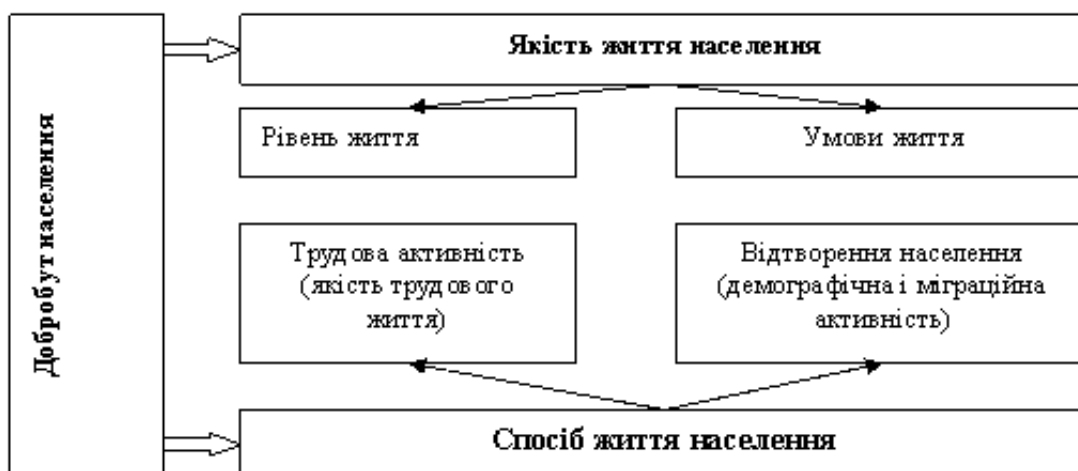 Добробут населення
Якість життя населення
Рівень життя
Умови життя
Трудова активність
(якість трудового
життя)
Відтворення населення
(демографічна і міграційна
активність)
Спосіб життя населення